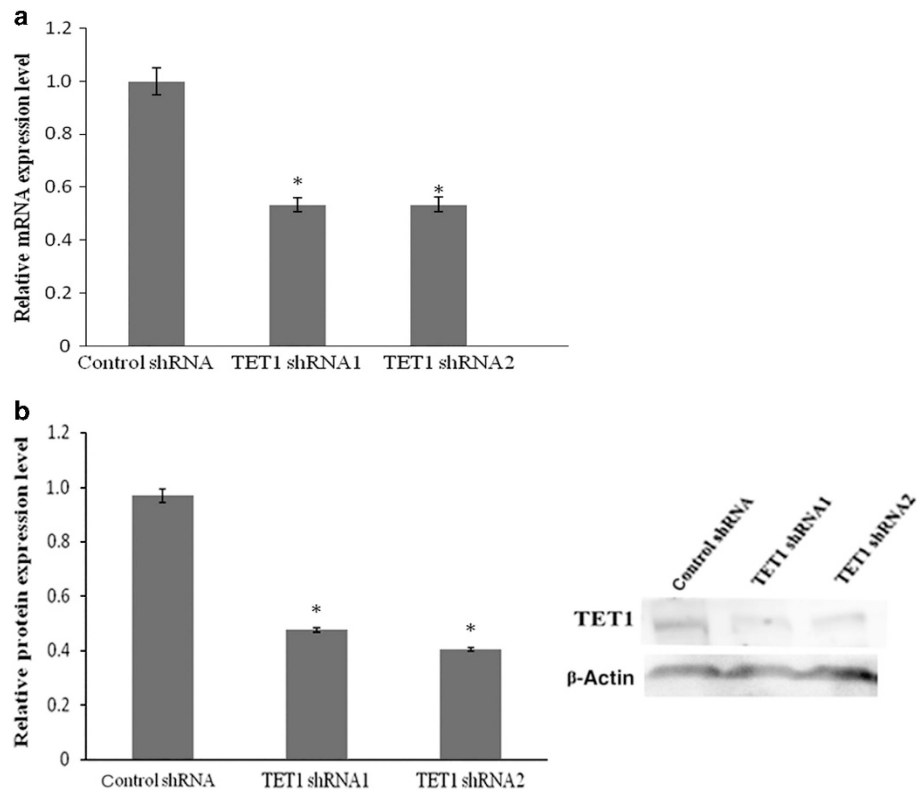 a
Relative mRNA expression level
1.2
1.0
0.8
0.6
0.4
0.2
0
*
*
Control shRNA TET1 shRNA1 TET1 shRNA2
b
Relative protein expression level
1.2
1.0
0.8
0.6
0.4
0.2
0
*
*
Control shRNA TET1 shRNA1 TET1 shRNA2
Control shRNA
TET1 shRNA1
TET1 shRNA2
TET1
β-Actin